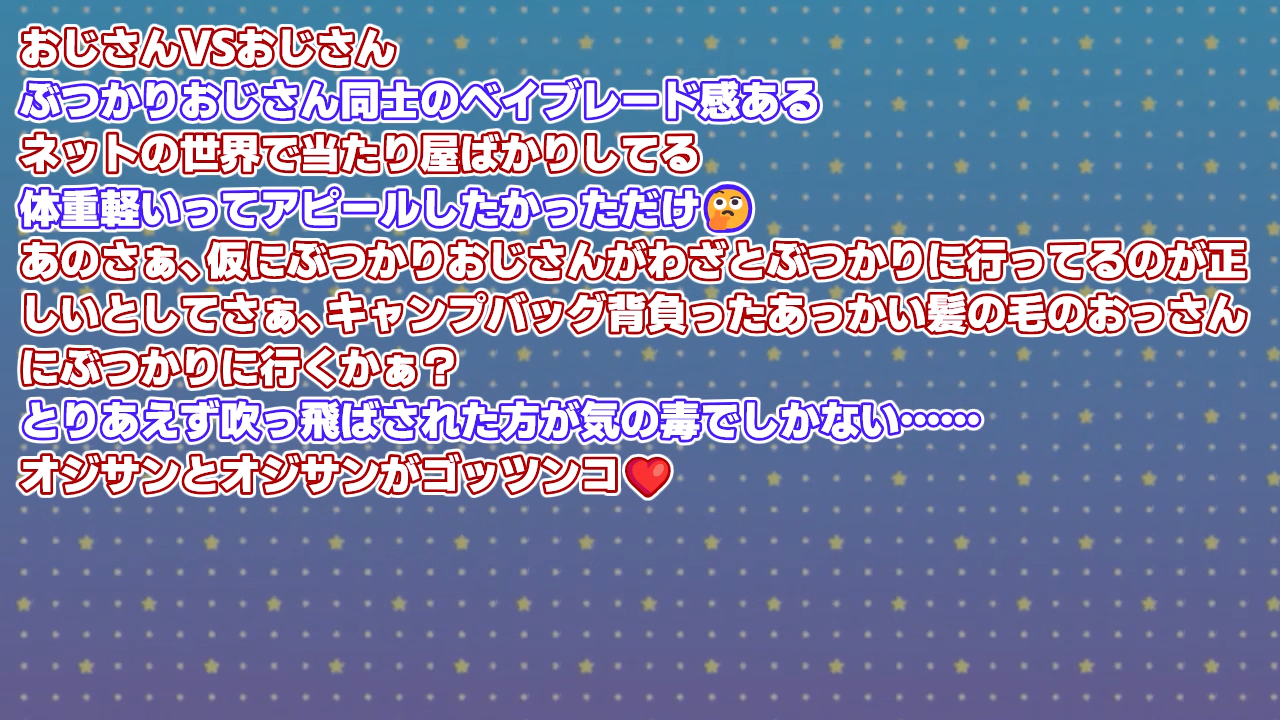 おじさんVSおじさん
ぶつかりおじさん同士のベイブレード感ある
ネットの世界で当たり屋ばかりしてる
体重軽いってアピールしたかっただけ🤔
あのさぁ、仮にぶつかりおじさんがわざとぶつかりに行ってるのが正
しいとしてさぁ、キャンプバッグ背負ったあっかい髪の毛のおっさん
にぶつかりに行くかぁ？
とりあえず吹っ飛ばされた方が気の毒でしかない……
オジサンとオジサンがゴッツンコ❤️